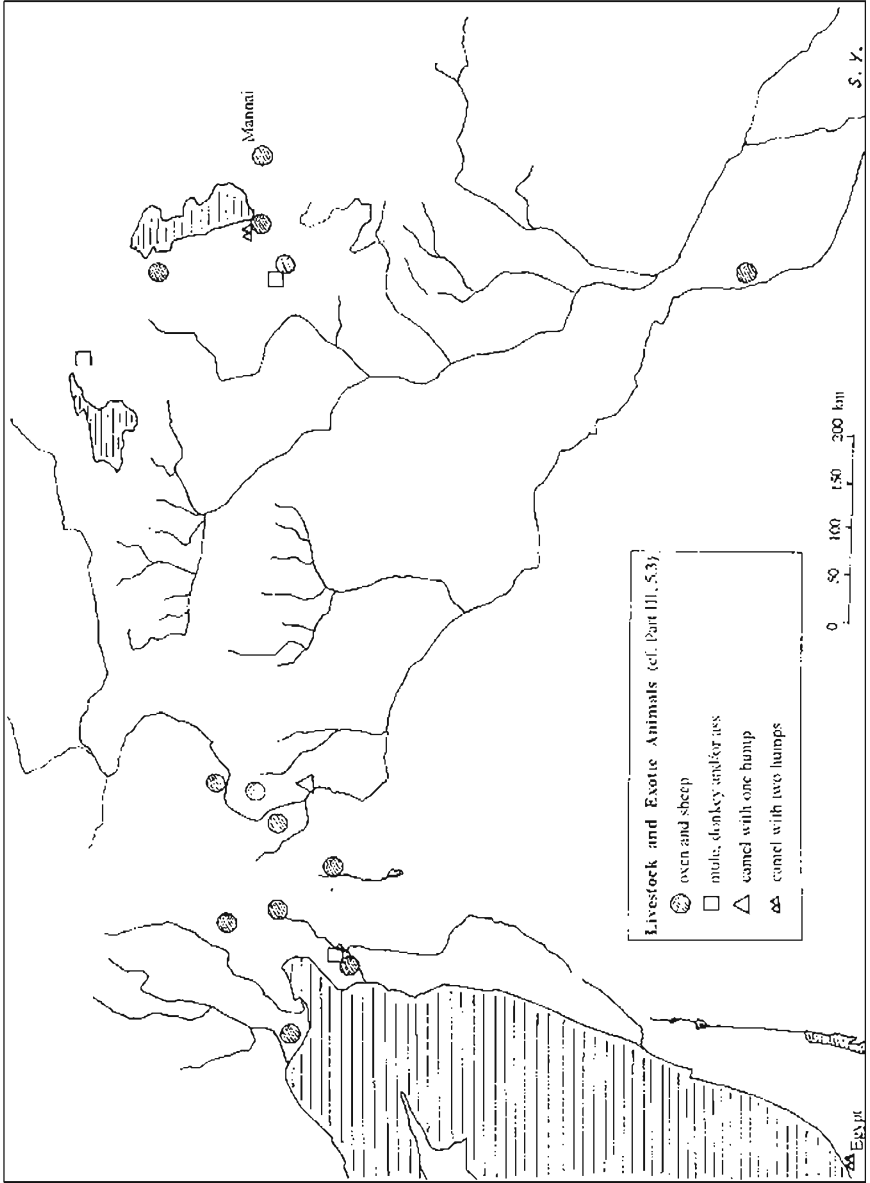 Mannai
Livestock and Exotic Animals (cf. Part III, 5.3)
oxen and sheep
mule, donkey and/or ass
camel with one hump
camel with two humps
0 50 100 150 200 km
Egypt
S. Y.